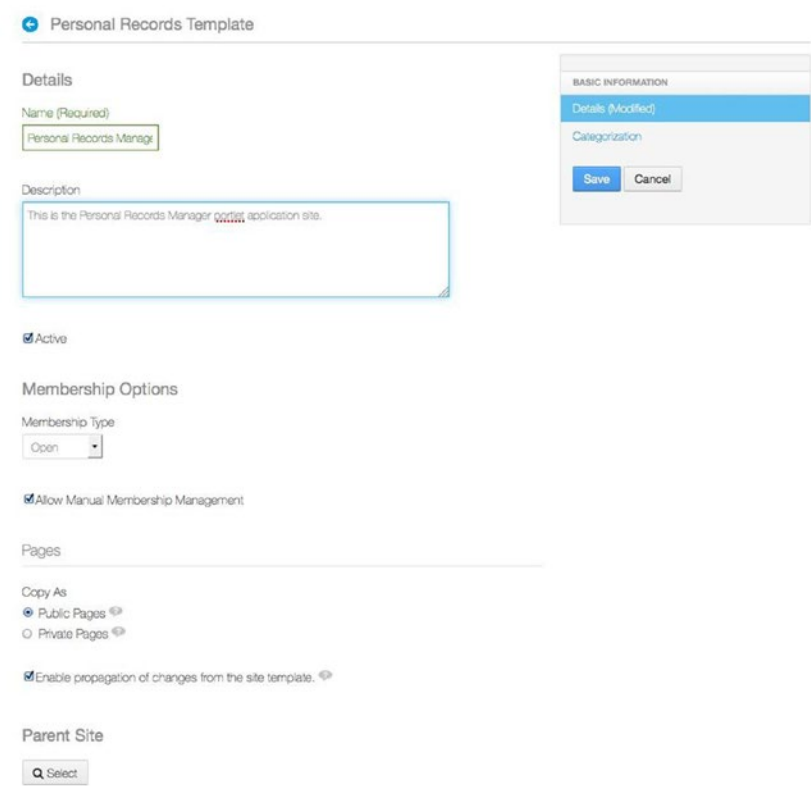 Personal Records Template
Details
Name (Required)
Personal Records Manage
Description
This is the Personal Records Manager portlet application site.
Active
Membership Options
Membership Type
Open
Allow Manual Membership Management
Pages
Copy As
Public Pages
Private Pages
Enable propagation of changes from the site template.
Parent Site
Select
BASIC INFORMATION
Details (Modified)
Categorization
Save Cancel